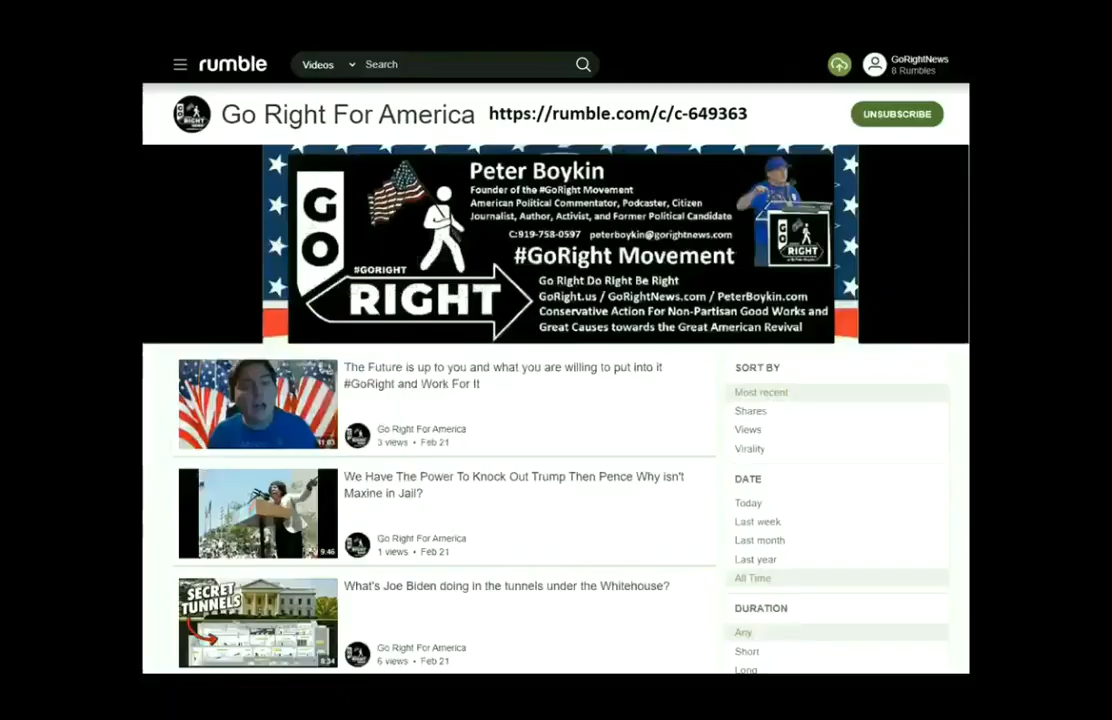 rumble
Videos
Search
GoRightNews
8 Rumbles
Go Right For America
https://rumble.com/c/c-649363
UNSUBSCRIBE
GO
#GORIGHT
RIGHT
Peter Boykin
Founder of the #GoRight Movement
American Political Commentator, Podcaster, Citizen
Journalist, Author, Activist, and Former Political Candidate
C:919-758-0597 peterboykin@gorightnews.com
#GoRight Movement
Go Right Do Right Be Right
GoRight.us / GoRightNews.com / PeterBoykin.com
Conservative Action For Non-Partisan Good Works and
Great Causes towards the Great American Revival
RIGHT
The Future is up to you and what you are willing to put into it
#GoRight and Work For It
Go Right For America
3 views • Feb 21
11:03
We Have The Power To Knock Out Trump Then Pence Why isn't
Maxine in Jail?
Go Right For America
1 views • Feb 21
9:46
SECRET
TUNNELS
What's Joe Biden doing in the tunnels under the Whitehouse?
Go Right For America
6 views • Feb 21
8:34
SORT BY
Most recent
Shares
Views
Virality
DATE
Today
Last week
Last month
Last year
All Time
DURATION
Any
Short
Long